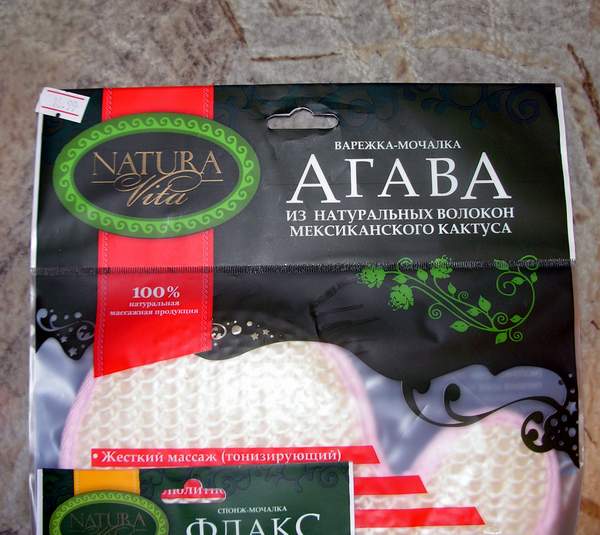 NATURA
Vita
ВАРЕЖКА-МОЧАЛКА
АГАВА
ИЗ НАТУРАЛЬНЫХ ВОЛОКОН
МЕКСИКАНСКОГО КАКТУСА
100%
натуральная
массажная продукция
• Жесткий массаж (тонизирующий)
NATURA
Vita
СПОНЖ-МОЧАЛКА
ФЛАКС